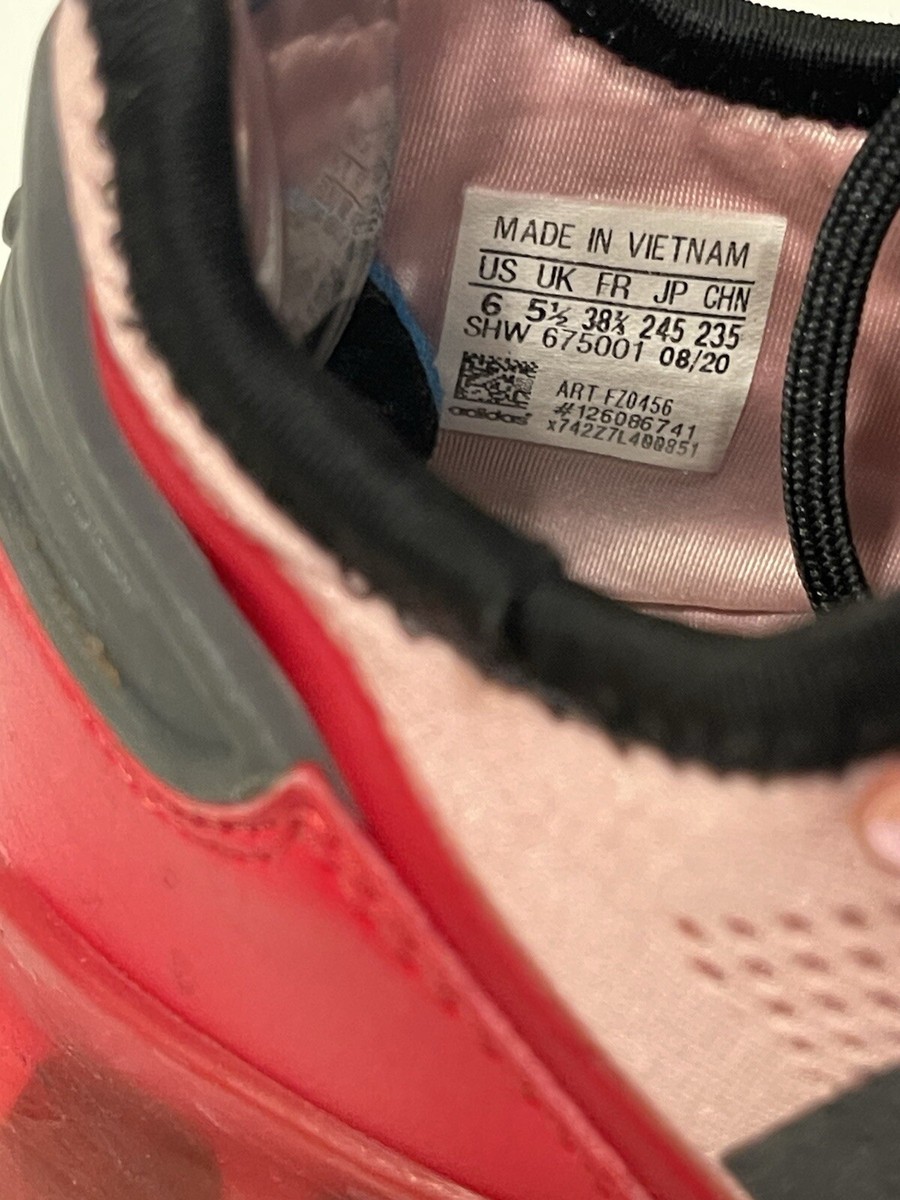 MADE IN VIETNAM
US UK FR JP CHN
6 5½ 38⅔ 245 235
SHW 675001 08/20
ART FZ0456
#126086741
adidas